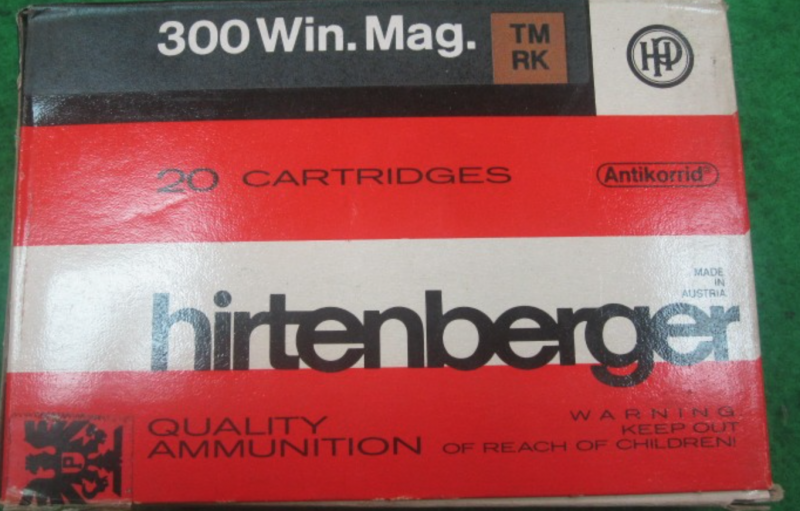 300 Win. Mag.
TM
RK
HP
20 CARTRIDGES
Antikorrid®
MADE
IN
AUSTRIA
hirtenberger
QUALITY
AMMUNITION
WARNING
KEEP OUT
OF REACH OF CHILDREN!
P